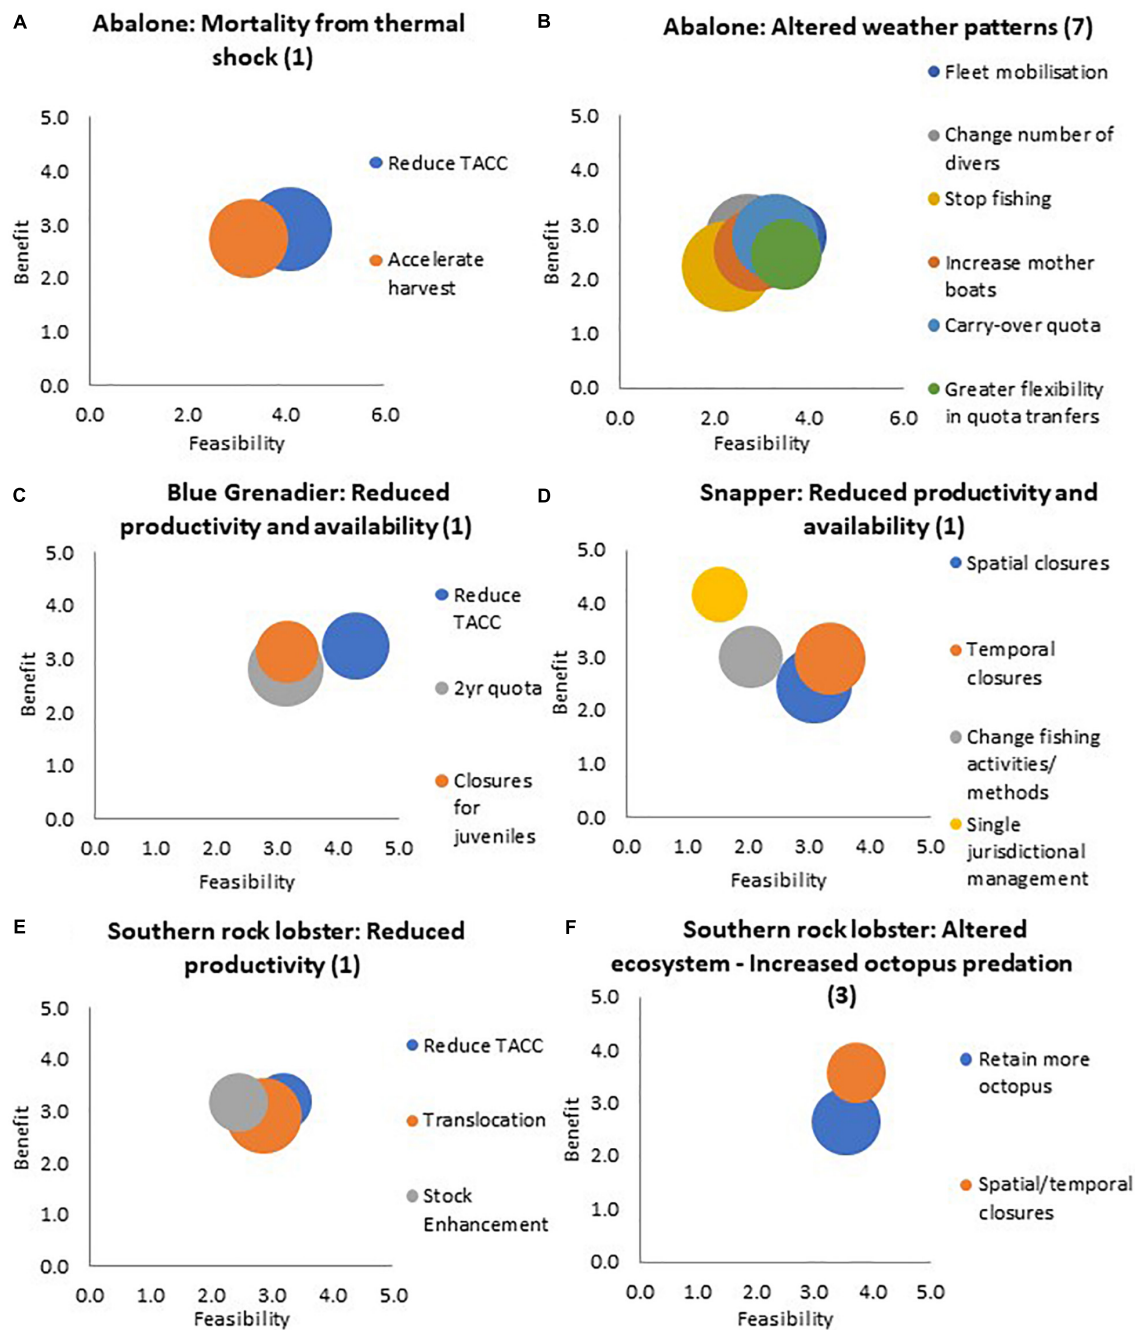 A
Abalone: Mortality from thermal
shock (1)
5.0
4.0
3.0
2.0
1.0
0.0
Benefit
0.0 2.0 4.0 6.0
Feasibility
Reduce TACC
Accelerate
harvest
B
Abalone: Altered weather patterns (7)
5.0
4.0
3.0
2.0
1.0
0.0
Benefit
0.0 2.0 4.0 6.0
Feasibility
Fleet mobilisation
Change number of
divers
Stop fishing
Increase mother
boats
Carry-over quota
Greater flexibility
in quota tranfers
C
Blue Grenadier: Reduced
productivity and availability (1)
5.0
4.0
3.0
2.0
1.0
0.0
Benefit
0.0 1.0 2.0 3.0 4.0 5.0
Feasibility
Reduce
TACC
2yr quota
Closures
for
juveniles
D
Snapper: Reduced productivity and
availability (1)
5.0
4.0
3.0
2.0
1.0
0.0
Benefit
0.0 1.0 2.0 3.0 4.0 5.0
Feasibility
Spatial closures
Temporal
closures
Change fishing
activities/
methods
Single
jurisdictional
management
E
Southern rock lobster: Reduced
productivity (1)
5.0
4.0
3.0
2.0
1.0
0.0
Benefit
0.0 1.0 2.0 3.0 4.0 5.0
Feasibility
Reduce TACC
Translocation
Stock
Enhancement
F
Southern rock lobster: Altered
ecosystem - Increased octopus predation
(3)
5.0
4.0
3.0
2.0
1.0
0.0
Benefit
0.0 1.0 2.0 3.0 4.0 5.0
Feasibility
Retain more
octopus
Spatial/temporal
closures